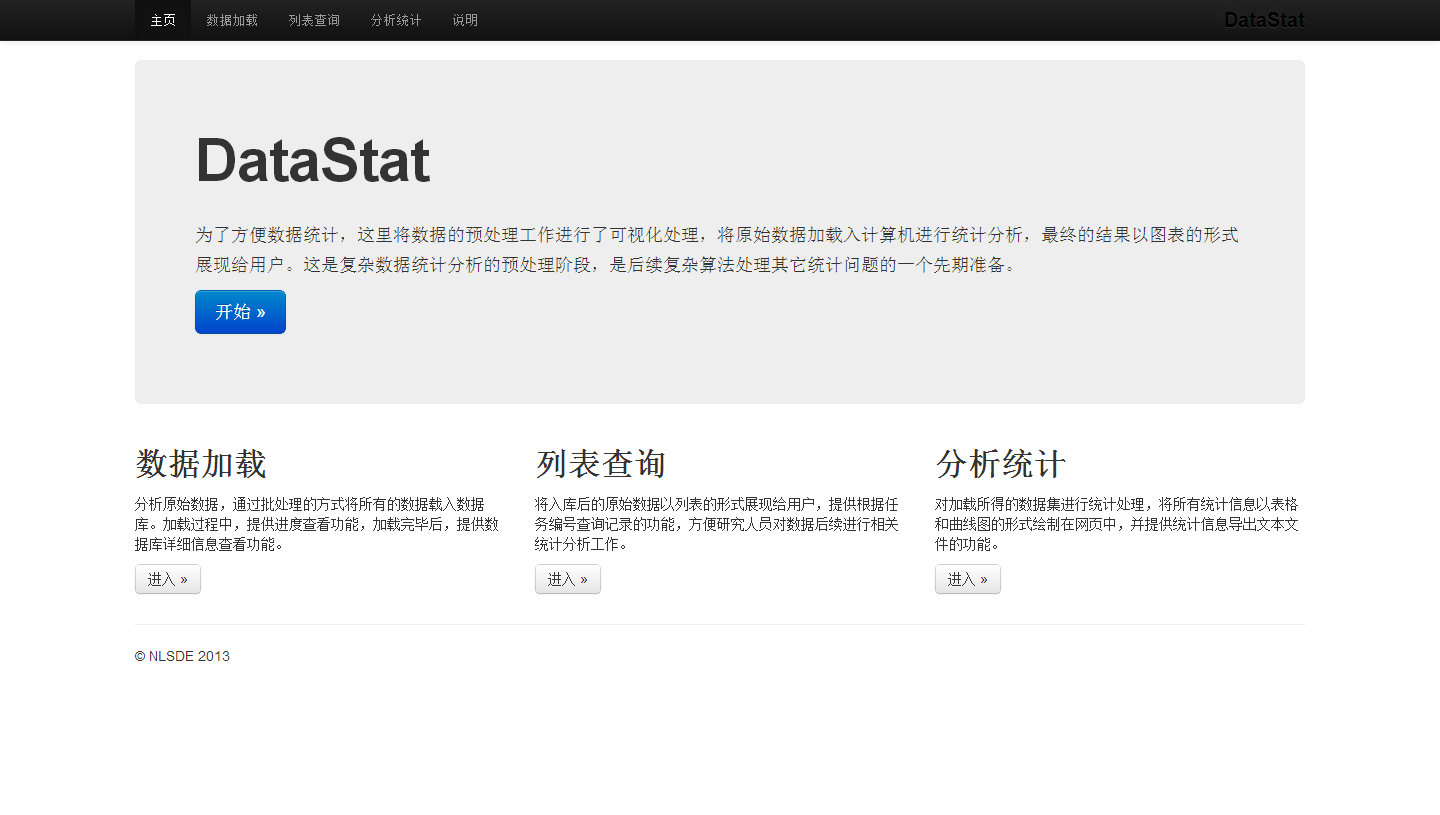 主页 数据加载 列表查询 分析统计 说明 DataStat
DataStat
为了方便数据统计，这里将数据的预处理工作进行了可视化处理，将原始数据加载入计算机进行统计分析，最终的结果以图表的形式
展现给用户。这是复杂数据统计分析的预处理阶段，是后续复杂算法处理其它统计问题的一个先期准备。
开始 »
数据加载
分析原始数据，通过批处理的方式将所有的数据载入数据
库。加载过程中，提供进度查看功能，加载完毕后，提供数
据库详细信息查看功能。
进入 »
列表查询
将入库后的原始数据以列表的形式展现给用户，提供根据任
务编号查询记录的功能，方便研究人员对数据后续进行相关
统计分析工作。
进入 »
分析统计
对加载所得的数据集进行统计处理，将所有统计信息以表格
和曲线图的形式绘制在网页中，并提供统计信息导出文本文
件的功能。
进入 »
© NLSDE 2013